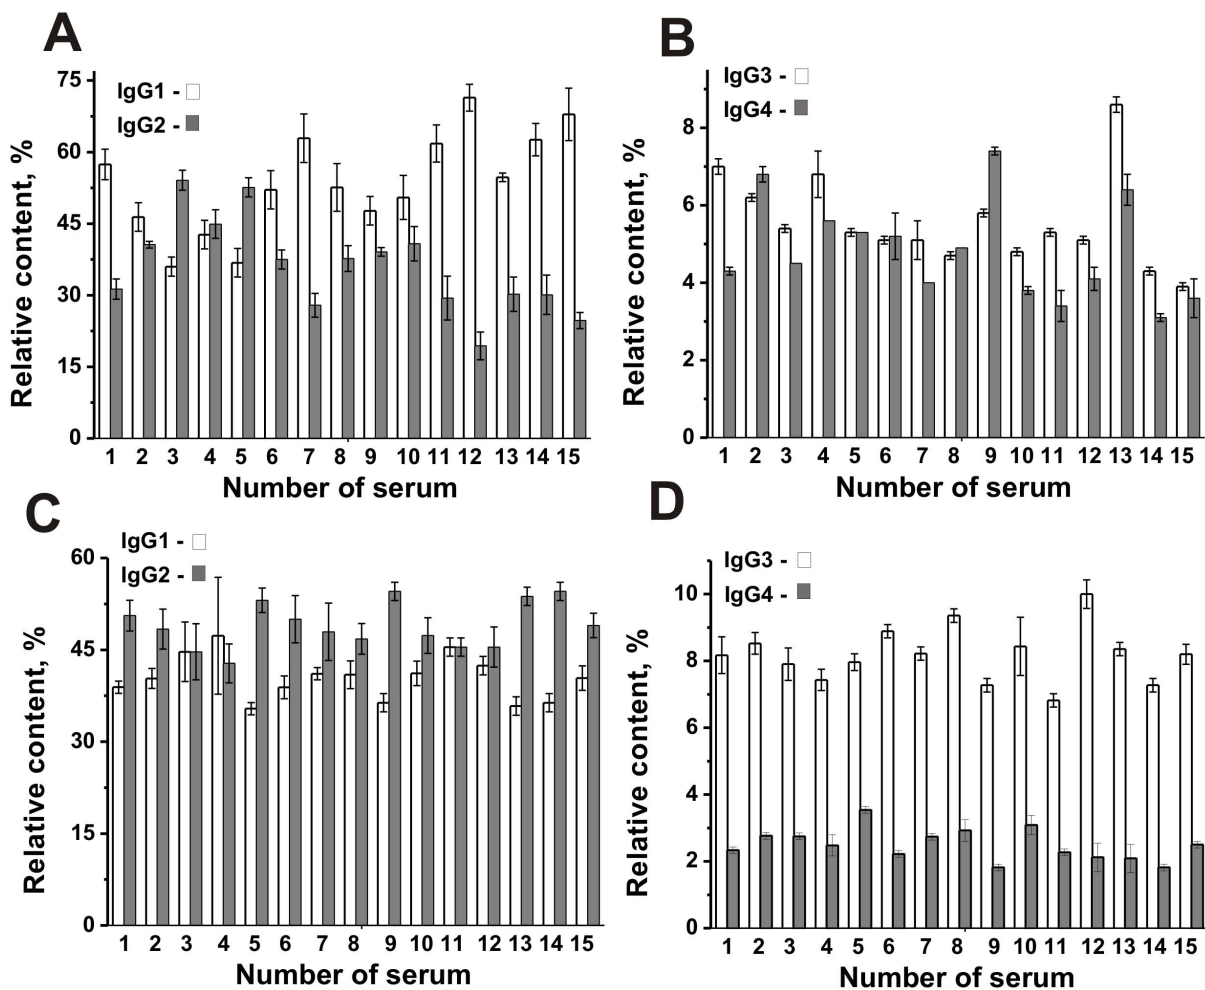 A
IgG1 -
IgG2 -
75
60
45
30
15
0
Relative content, %
1 2 3 4 5 6 7 8 9 10 11 12 13 14 15
Number of serum
B
IgG3 -
IgG4 -
8
6
4
2
0
Relative content, %
1 2 3 4 5 6 7 8 9 10 11 12 13 14 15
Number of serum
C
IgG1 -
IgG2 -
60
45
30
15
0
Relative content, %
1 2 3 4 5 6 7 8 9 10 11 12 13 14 15
Number of serum
D
IgG3 -
IgG4 -
10
8
6
4
2
0
Relative content, %
1 2 3 4 5 6 7 8 9 10 11 12 13 14 15
Number of serum